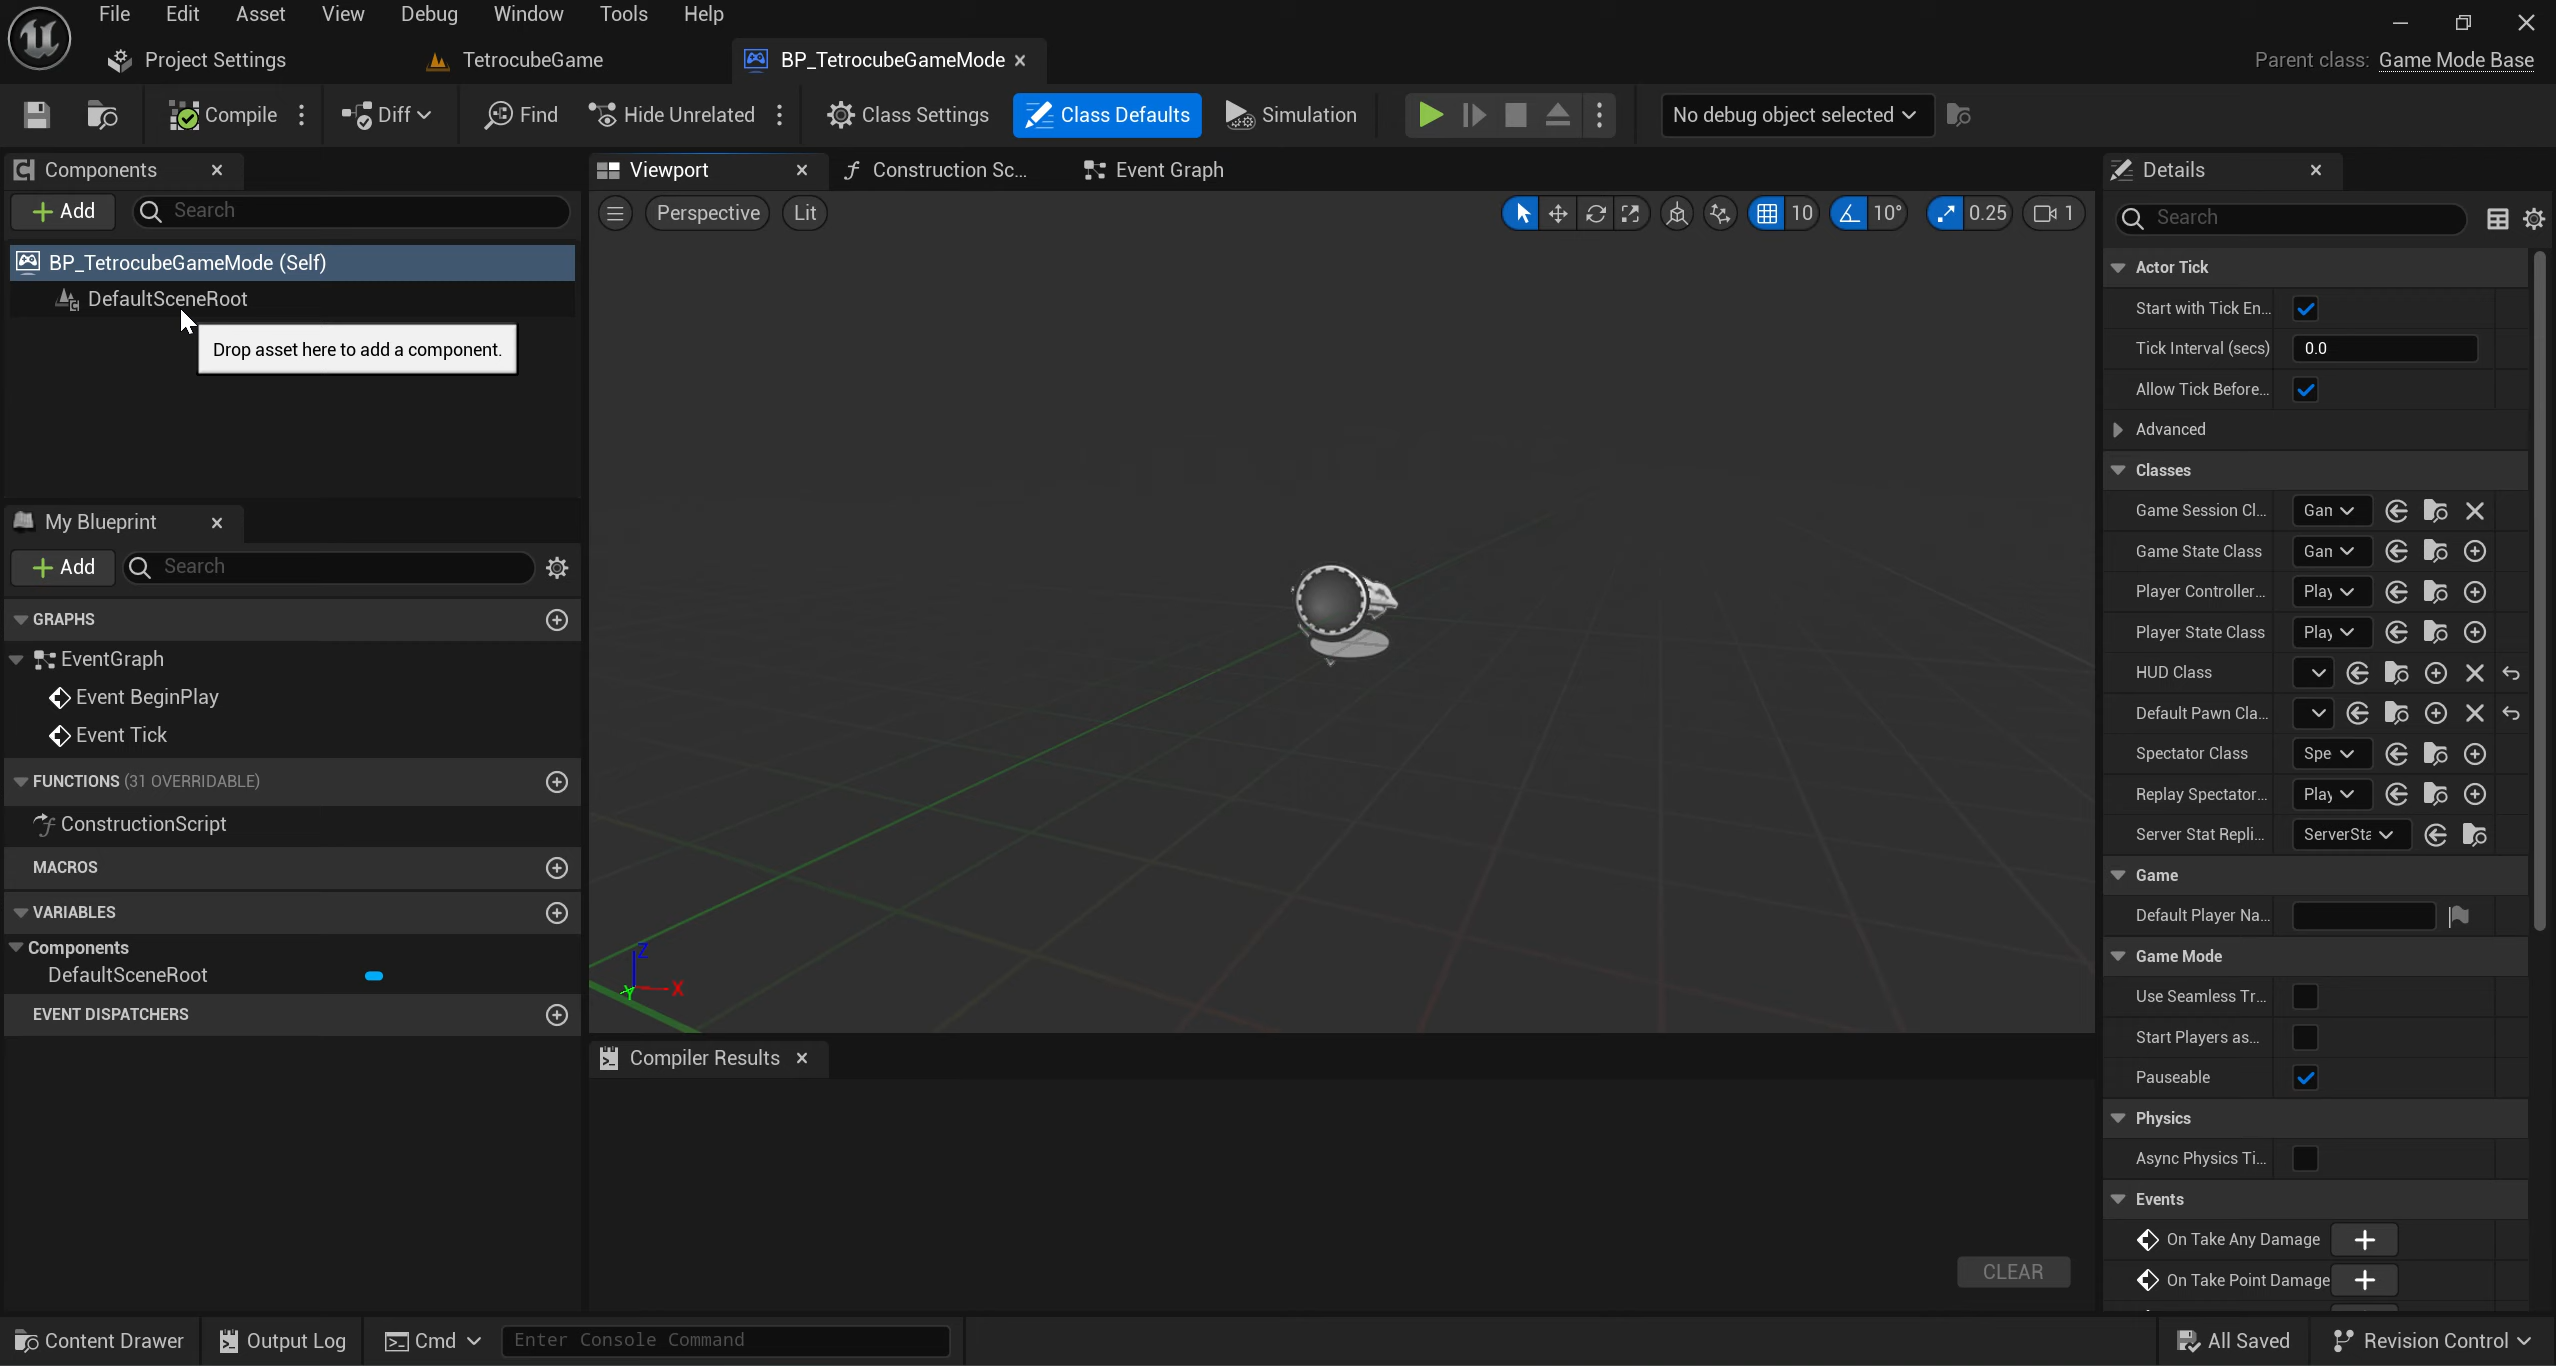 File Edit Asset View Debug Window Tools Help
Project Settings TetrocubeGame BP_TetrocubeGameMode Parent class: Game Mode Base
Compile Diff Find Hide Unrelated Class Settings Class Defaults Simulation No debug object selected
Components
Add Search
BP_TetrocubeGameMode (Self)
DefaultSceneRoot
Drop asset here to add a component.
My Blueprint
Add Search
GRAPHS
EventGraph
Event BeginPlay
Event Tick
FUNCTIONS (31 OVERRIDABLE)
ConstructionScript
MACROS
VARIABLES
Components
DefaultSceneRoot
EVENT DISPATCHERS
Viewport Construction Sc... Event Graph
Perspective Lit 10 10° 0.25 1
Z
Y X
Compiler Results
CLEAR
Details
Search
Actor Tick
Start with Tick En...
Tick Interval (secs) 0.0
Allow Tick Before...
Advanced
Classes
Game Session Cl... Gan
Game State Class Gan
Player Controller... Play
Player State Class Play
HUD Class
Default Pawn Cla...
Spectator Class Spe
Replay Spectator... Play
Server Stat Repli... ServerSta
Game
Default Player Na...
Game Mode
Use Seamless Tr...
Start Players as...
Pauseable
Physics
Async Physics Ti...
Events
On Take Any Damage
On Take Point Damage
Content Drawer Output Log Cmd Enter Console Command All Saved Revision Control